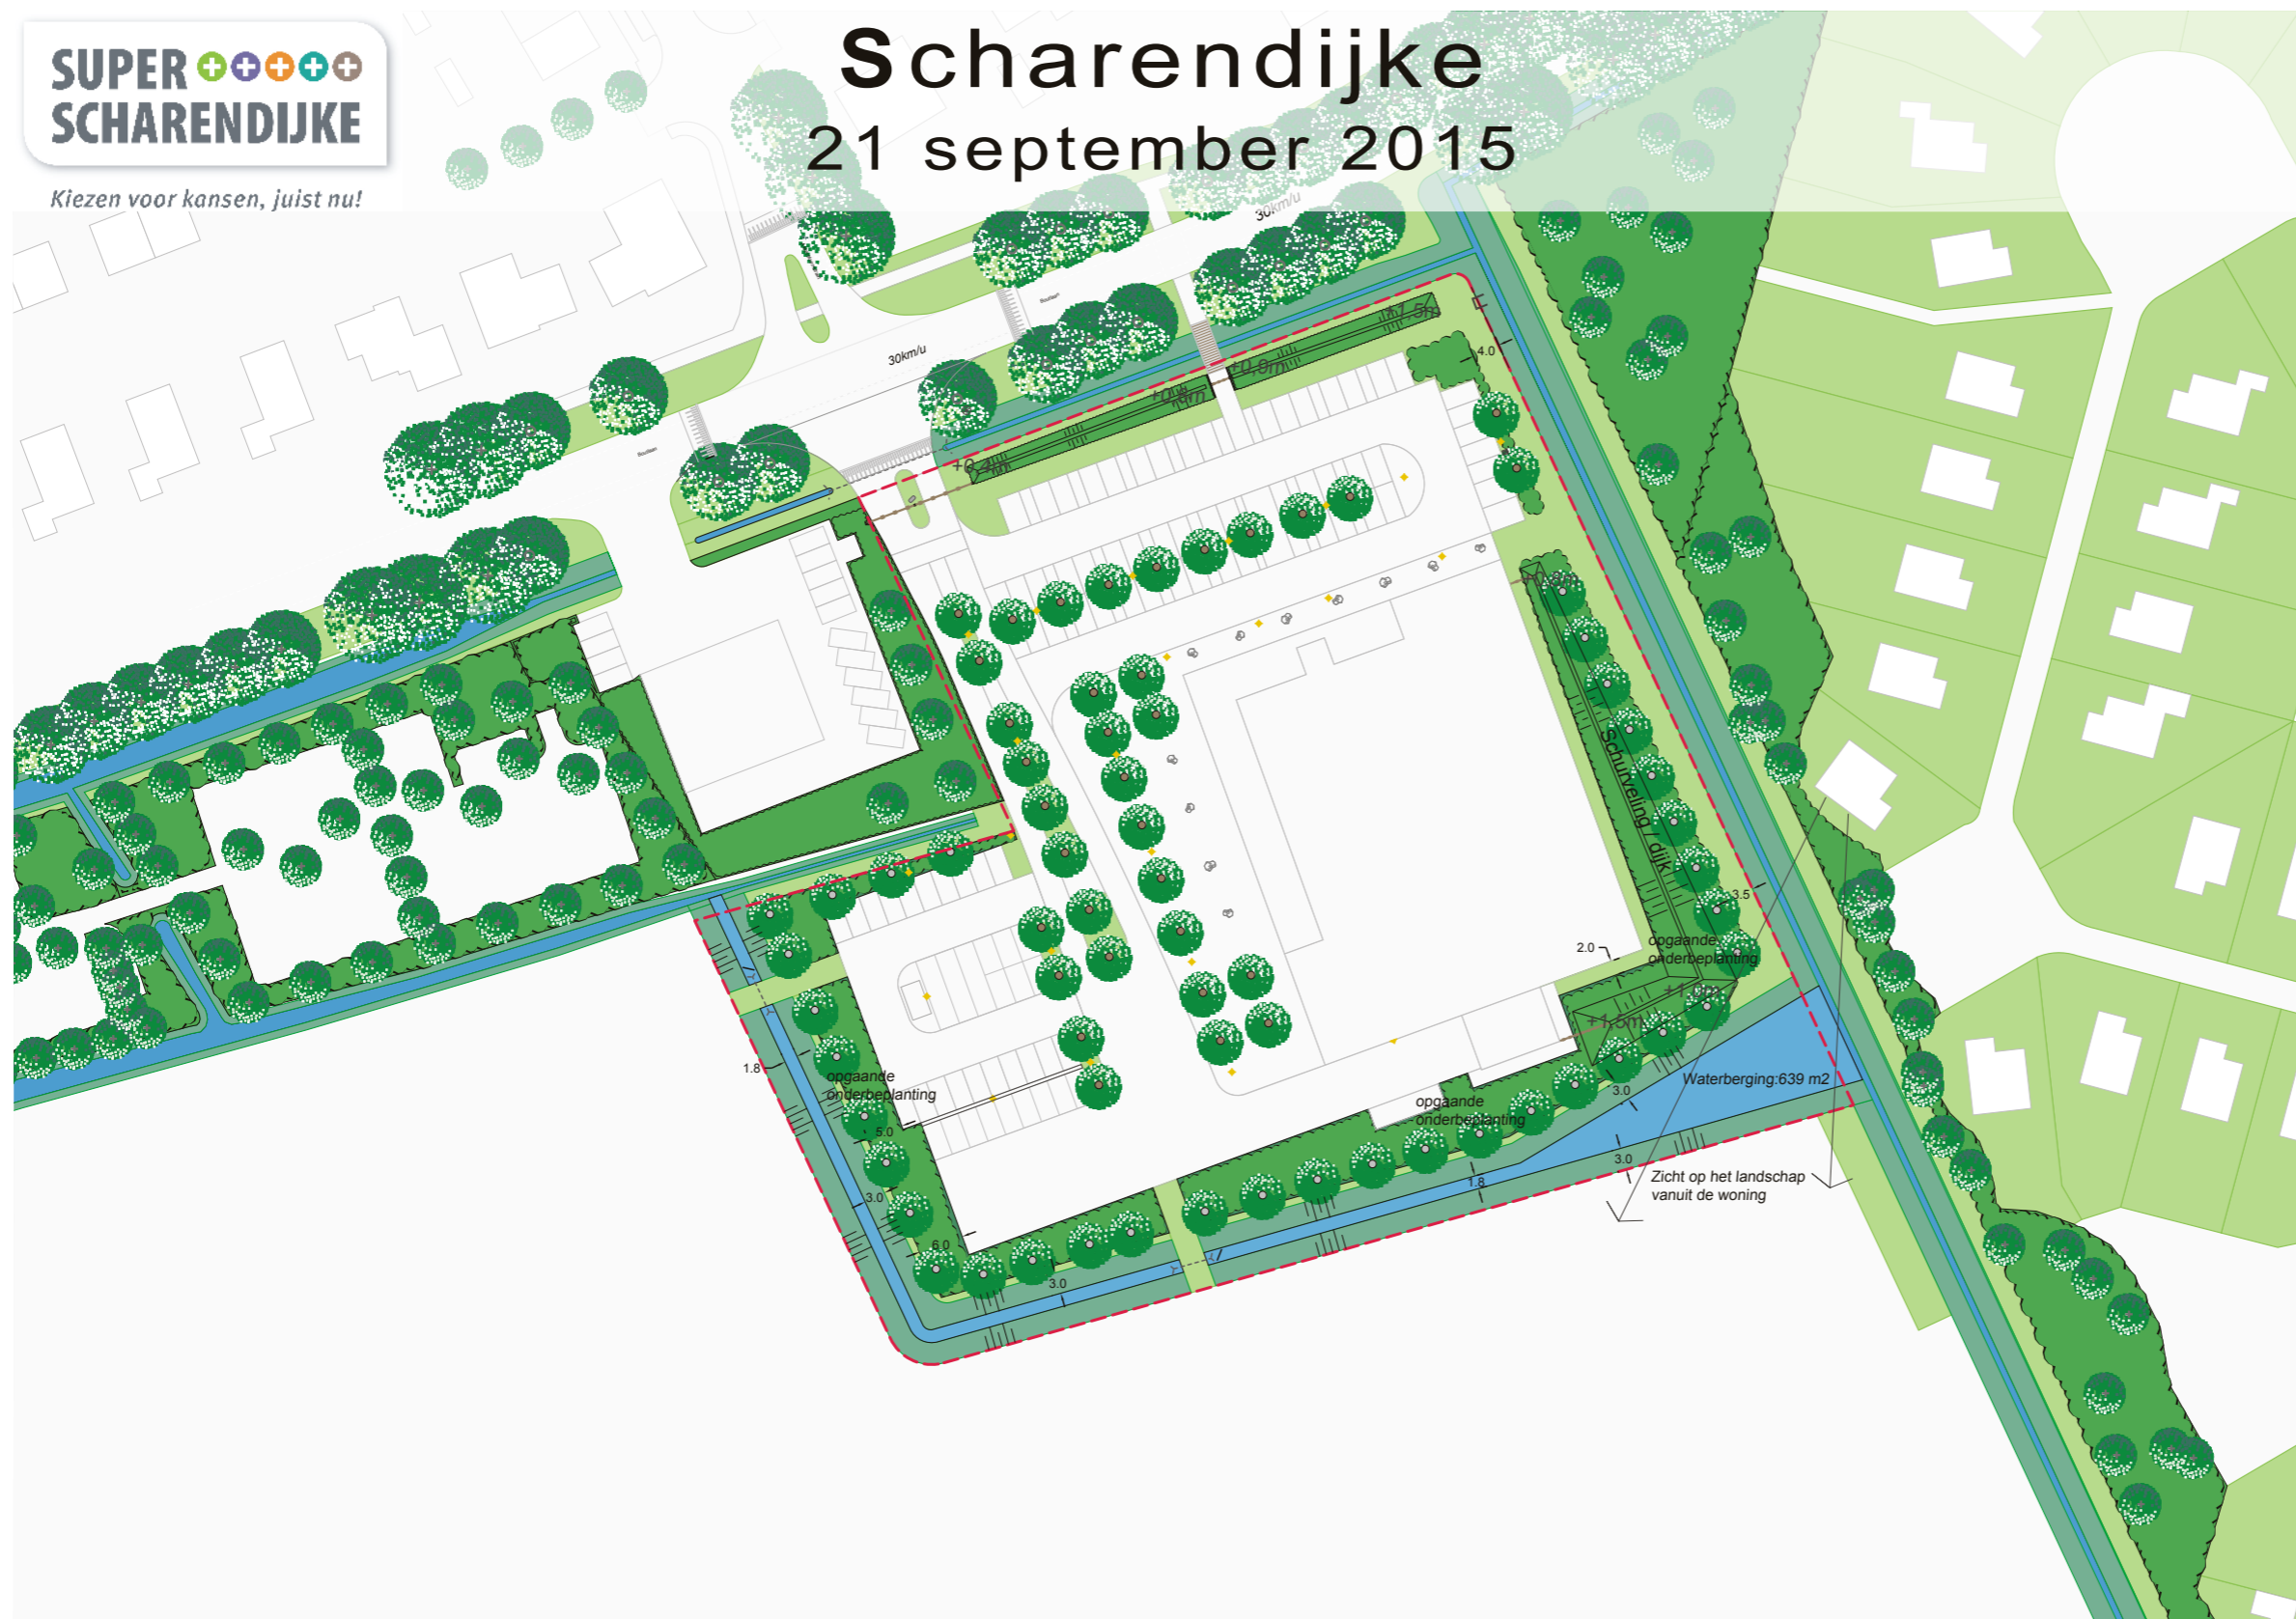 SUPER
SCHARENDIJKE
Kiezen voor kansen, juist nu!
Scharendijke
21 september 2015
30km/u
30km/u
+1,5m
+0,9m
+0,4m
4.0
+0,8m
Schurveling / dijk
3.5
2.0
opgaande
onderbeplanting
+1.0m
+1,5m
Waterberging:639 m2
3.0
1.8
opgaande
onderbeplanting
5.0
opgaande
onderbeplanting
3.0
1.8
Zicht op het landschap
vanuit de woning
3.0
6.0
3.0